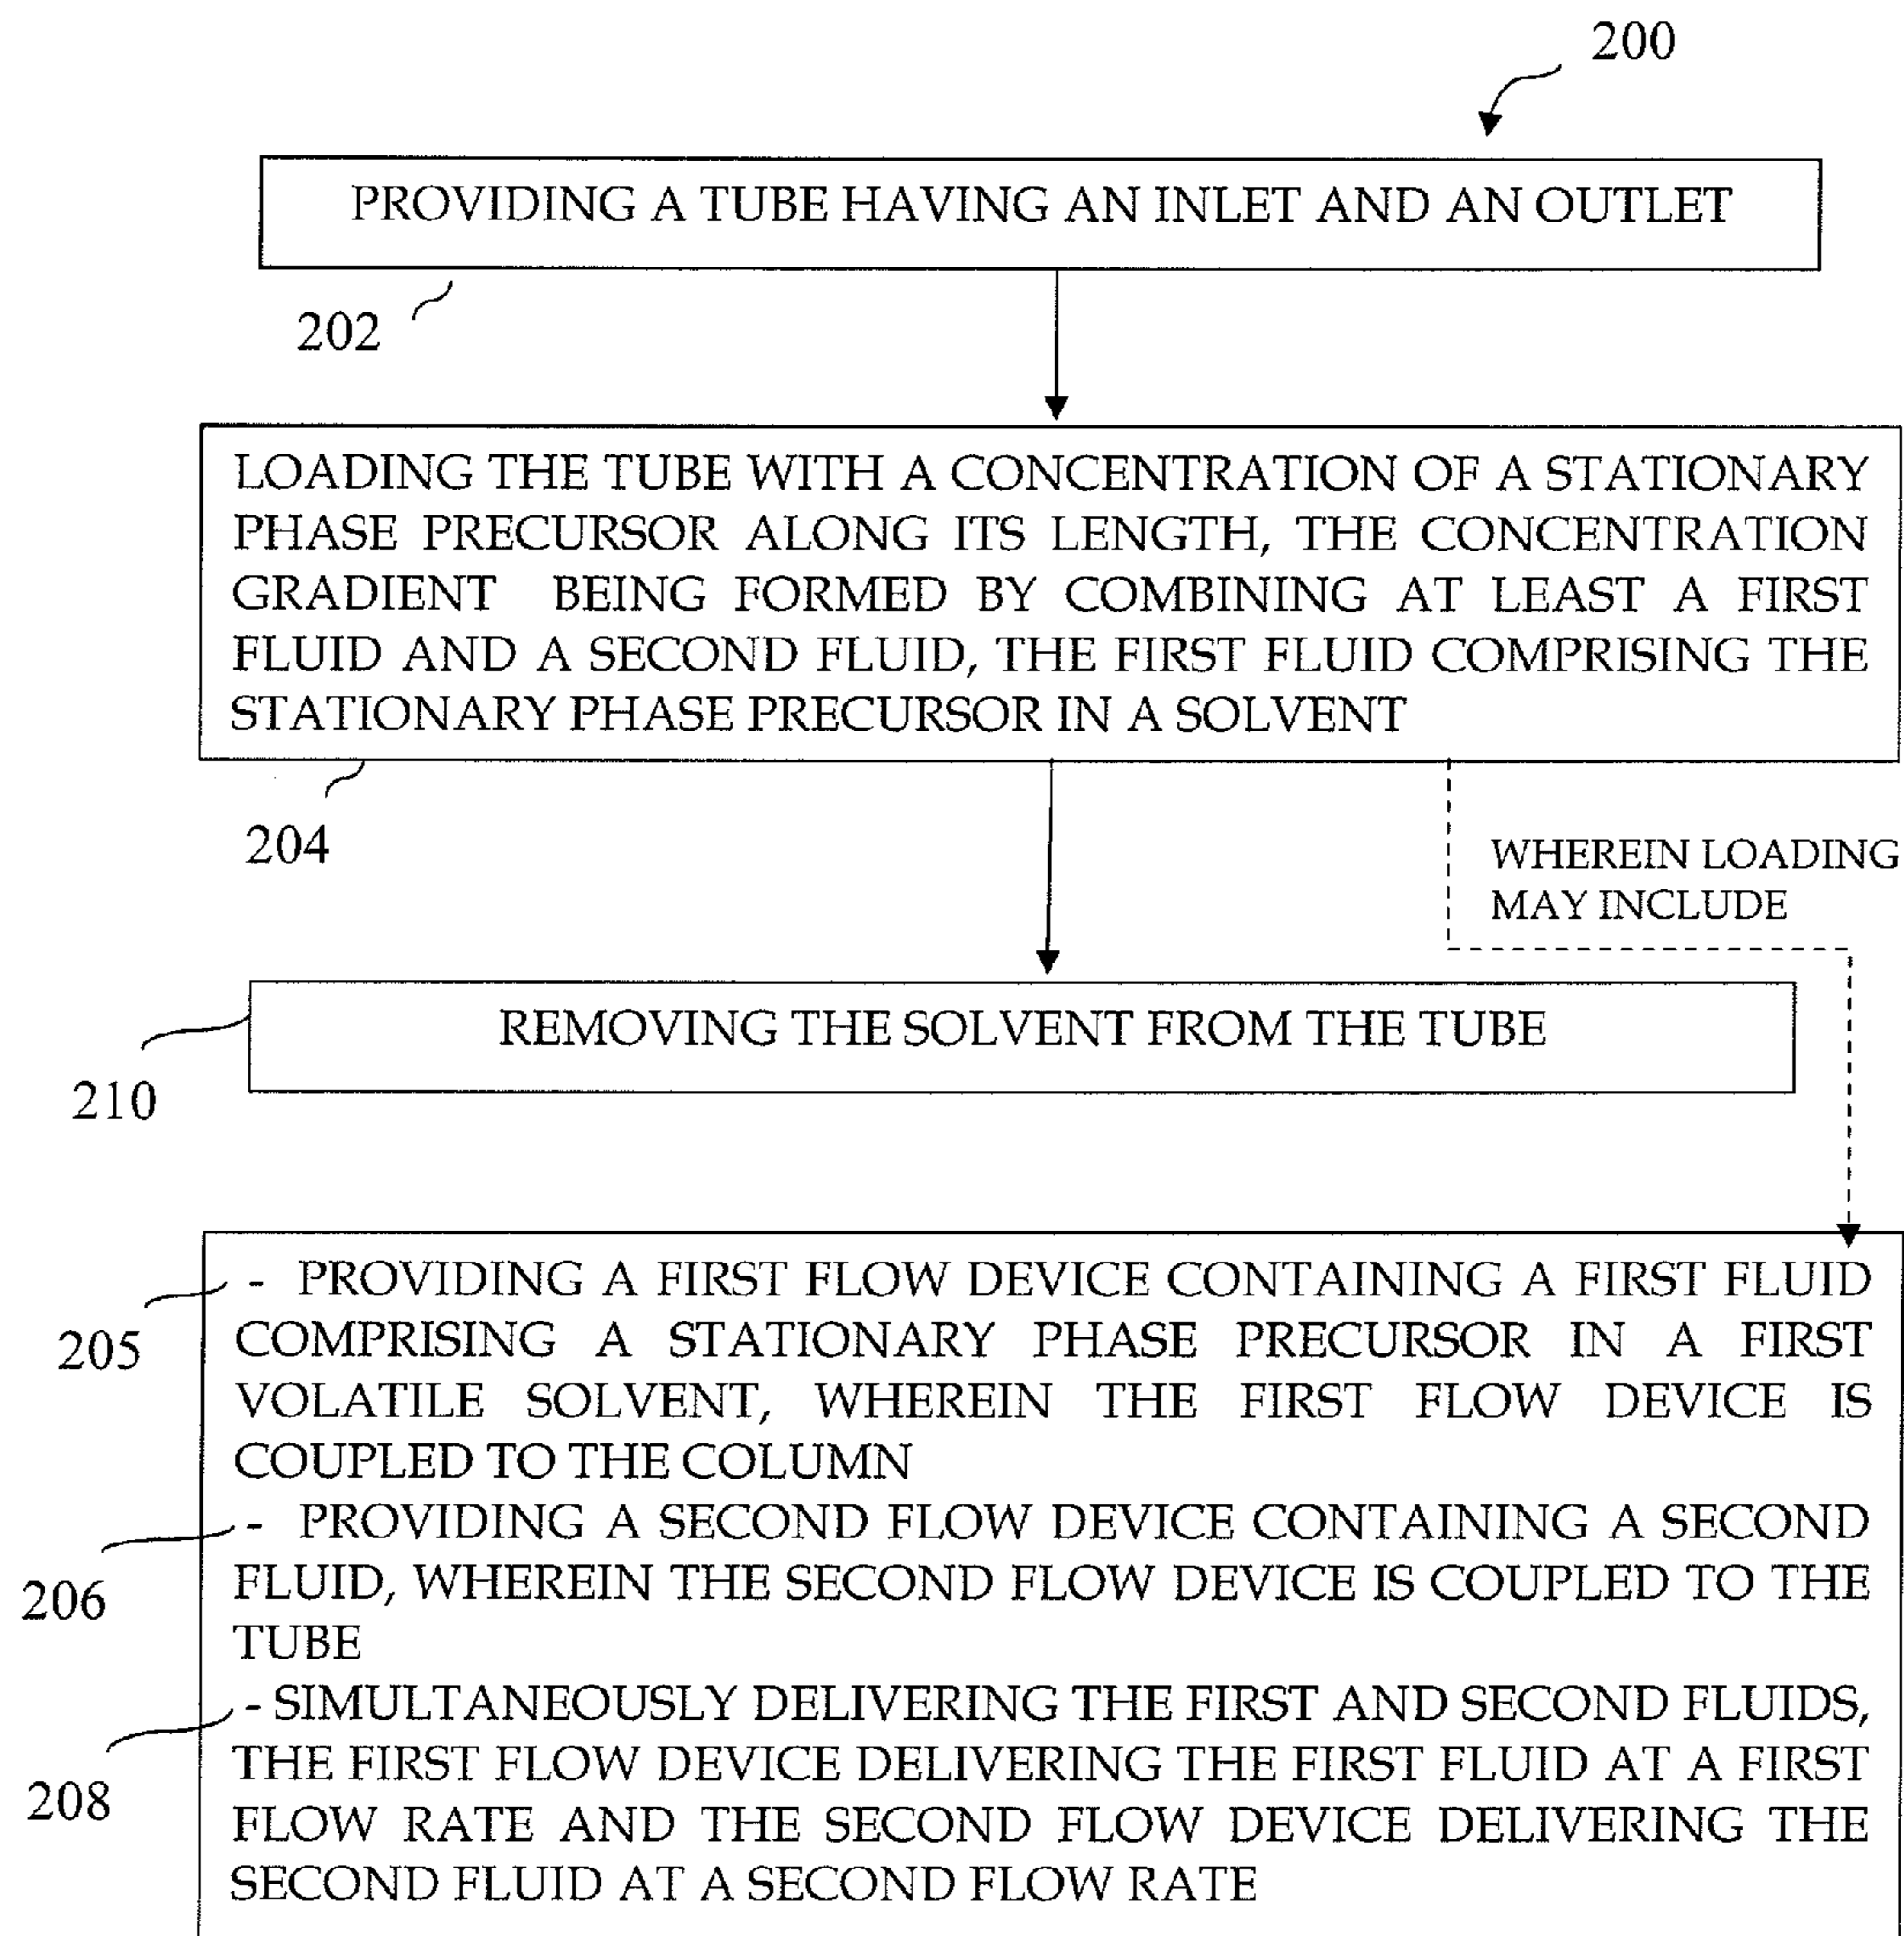 200
PROVIDING A TUBE HAVING AN INLET AND AN OUTLET
202
LOADING THE TUBE WITH A CONCENTRATION OF A STATIONARY
PHASE PRECURSOR ALONG ITS LENGTH, THE CONCENTRATION
GRADIENT BEING FORMED BY COMBINING AT LEAST A FIRST
FLUID AND A SECOND FLUID, THE FIRST FLUID COMPRISING THE
STATIONARY PHASE PRECURSOR IN A SOLVENT
204
WHEREIN LOADING
MAY INCLUDE
REMOVING THE SOLVENT FROM THE TUBE
210
- PROVIDING A FIRST FLOW DEVICE CONTAINING A FIRST FLUID
COMPRISING A STATIONARY PHASE PRECURSOR IN A FIRST
VOLATILE SOLVENT, WHEREIN THE FIRST FLOW DEVICE IS
COUPLED TO THE COLUMN
205
- PROVIDING A SECOND FLOW DEVICE CONTAINING A SECOND
FLUID, WHEREIN THE SECOND FLOW DEVICE IS COUPLED TO THE
TUBE
206
- SIMULTANEOUSLY DELIVERING THE FIRST AND SECOND FLUIDS,
THE FIRST FLOW DEVICE DELIVERING THE FIRST FLUID AT A FIRST
FLOW RATE AND THE SECOND FLOW DEVICE DELIVERING THE
SECOND FLUID AT A SECOND FLOW RATE
208